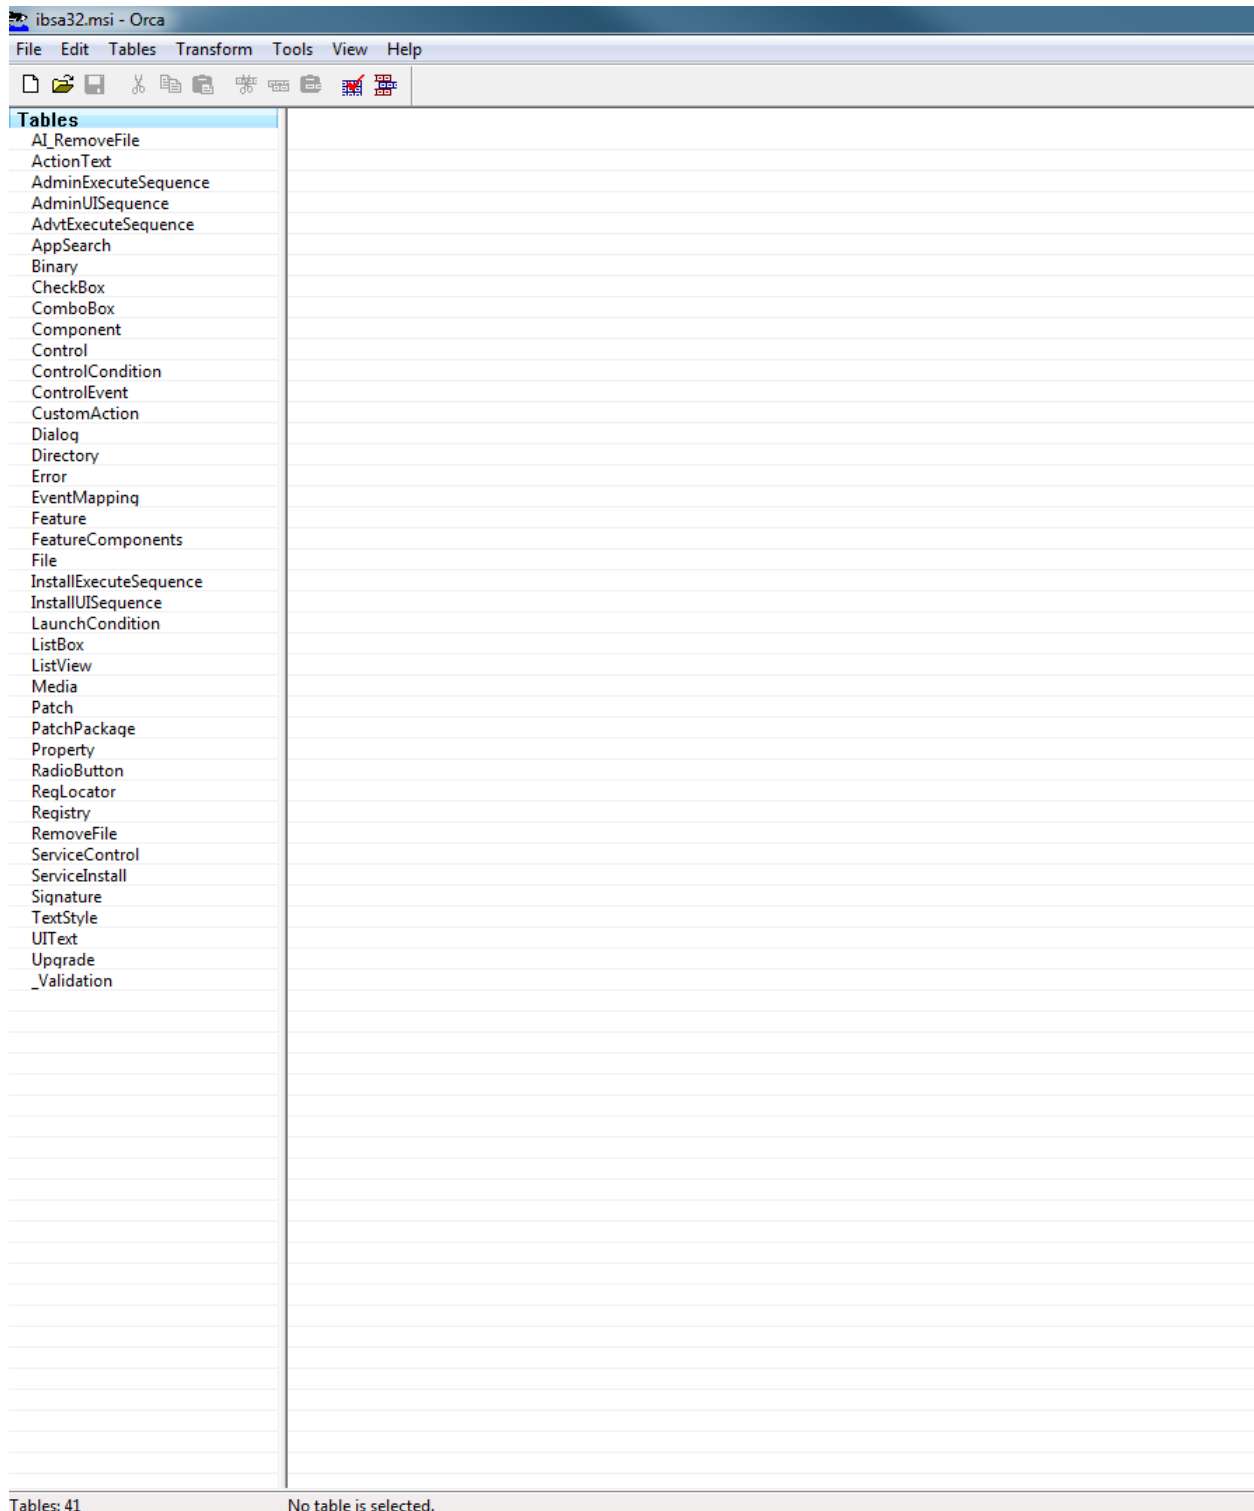 ibsa32.msi - Orca
File Edit Tables Transform Tools View Help
Tables
AI_RemoveFile
ActionText
AdminExecuteSequence
AdminUISequence
AdvtExecuteSequence
AppSearch
Binary
CheckBox
ComboBox
Component
Control
ControlCondition
ControlEvent
CustomAction
Dialog
Directory
Error
EventMapping
Feature
FeatureComponents
File
InstallExecuteSequence
InstallUISequence
LaunchCondition
ListBox
ListView
Media
Patch
PatchPackage
Property
RadioButton
RegLocator
Registry
RemoveFile
ServiceControl
ServiceInstall
Signature
TextStyle
UIText
Upgrade
_Validation
Tables: 41 No table is selected.